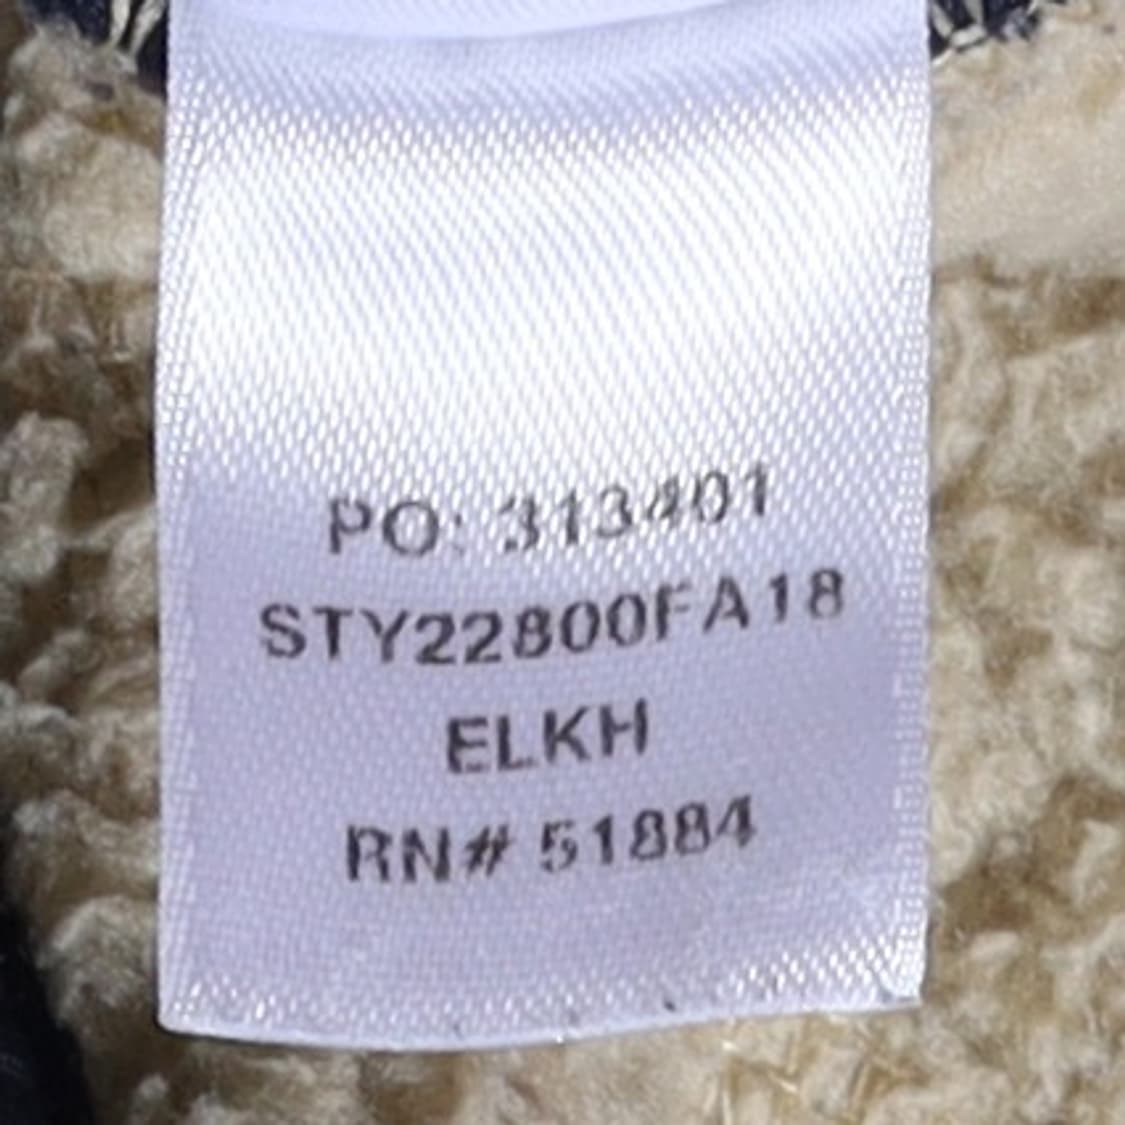 PO: 313401
STY22800FA18
ELKH
RN# 51884